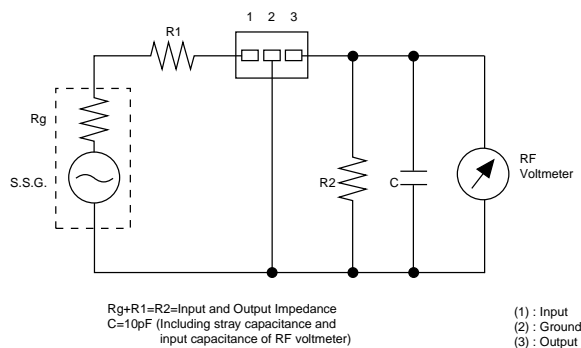 1 2 3
R1
Rg
S.S.G.
R2
C
RF
Voltmeter
Rg+R1=R2=Input and Output Impedance
C=10pF (Including stray capacitance and
input capacitance of RF voltmeter)
(1) : Input
(2) : Ground
(3) : Output